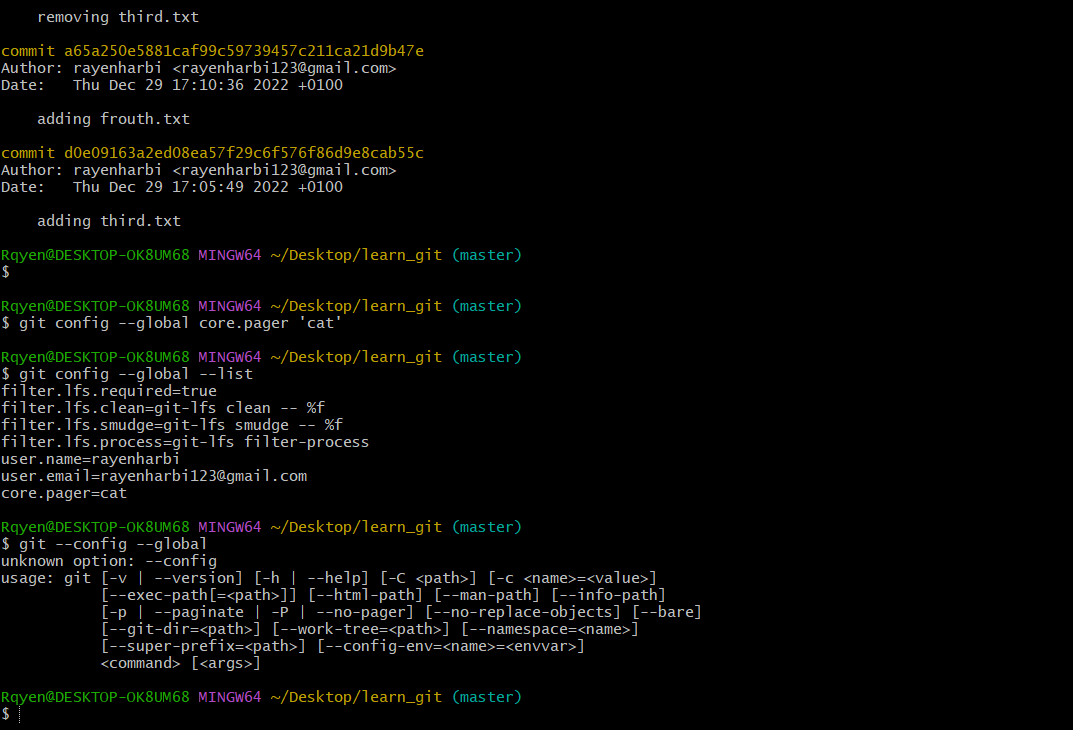 removing third.txt

commit a65a250e5881caf99c59739457c211ca21d9b47e
Author: rayenharbi <rayenharbi123@gmail.com>
Date:   Thu Dec 29 17:10:36 2022 +0100

    adding frouth.txt

commit d0e09163a2ed08ea57f29c6f576f86d9e8cab55c
Author: rayenharbi <rayenharbi123@gmail.com>
Date:   Thu Dec 29 17:05:49 2022 +0100

    adding third.txt

Rqyen@DESKTOP-OK8UM68 MINGW64 ~/Desktop/learn_git (master)
$

Rqyen@DESKTOP-OK8UM68 MINGW64 ~/Desktop/learn_git (master)
$ git config --global core.pager 'cat'

Rqyen@DESKTOP-OK8UM68 MINGW64 ~/Desktop/learn_git (master)
$ git config --global --list
filter.lfs.required=true
filter.lfs.clean=git-lfs clean -- %f
filter.lfs.smudge=git-lfs smudge -- %f
filter.lfs.process=git-lfs filter-process
user.name=rayenharbi
user.email=rayenharbi123@gmail.com
core.pager=cat

Rqyen@DESKTOP-OK8UM68 MINGW64 ~/Desktop/learn_git (master)
$ git --config --global
unknown option: --config
usage: git [-v | --version] [-h | --help] [-C <path>] [-c <name>=<value>]
           [--exec-path[=<path>]] [--html-path] [--man-path] [--info-path]
           [-p | --paginate | -P | --no-pager] [--no-replace-objects] [--bare]
           [--git-dir=<path>] [--work-tree=<path>] [--namespace=<name>]
           [--super-prefix=<path>] [--config-env=<name>=<envvar>]
           <command> [<args>]

Rqyen@DESKTOP-OK8UM68 MINGW64 ~/Desktop/learn_git (master)
$